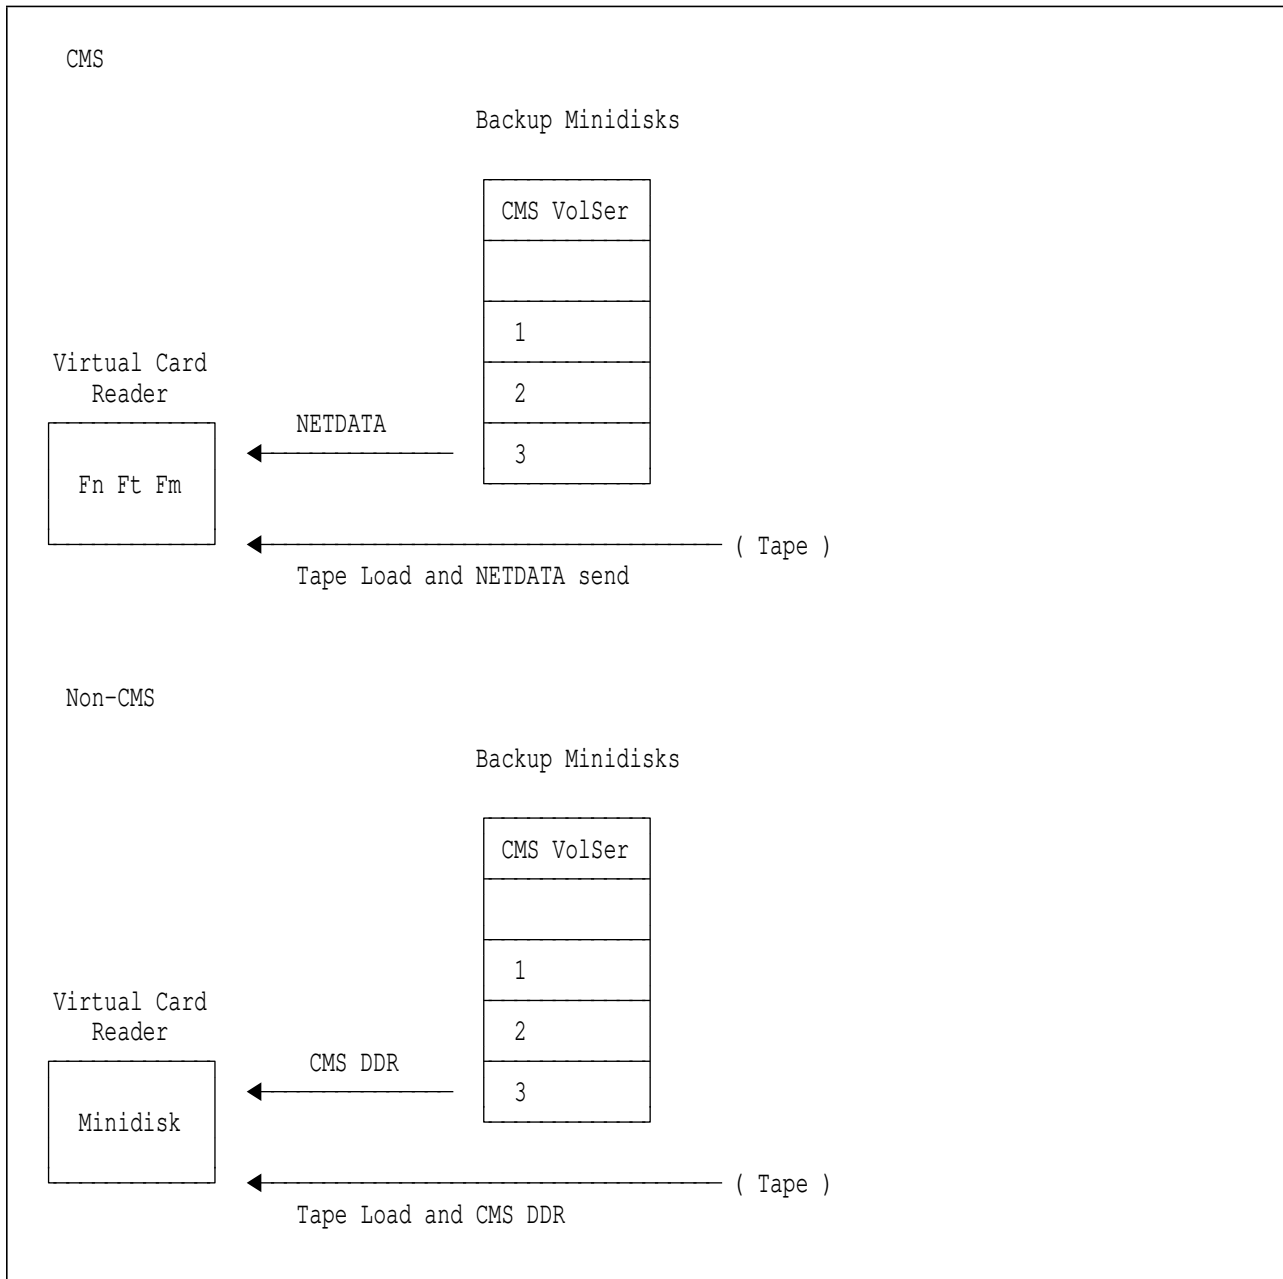 CMS
Backup Minidisks
CMS VolSer
1
Virtual Card
Reader
2
NETDATA
3
Fn Ft Fm
( Tape )
Tape Load and NETDATA send
Non-CMS
Backup Minidisks
CMS VolSer
1
Virtual Card
Reader
2
CMS DDR
3
Minidisk
( Tape )
Tape Load and CMS DDR